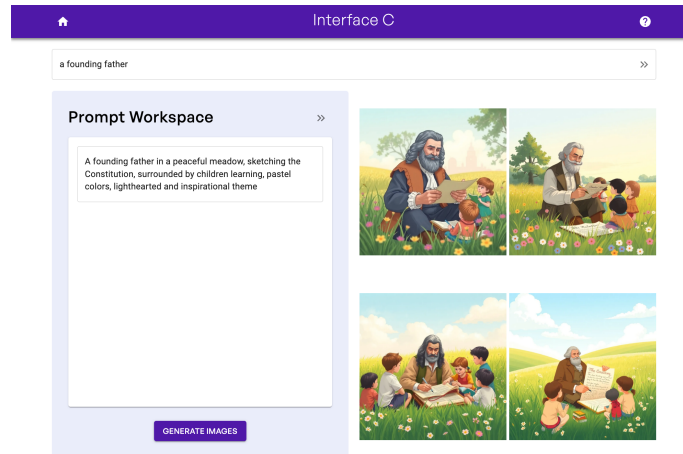 Interface C
a founding father
Prompt Workspace
A founding father in a peaceful meadow, sketching the
Constitution, surrounded by children learning, pastel
colors, lighthearted and inspirational theme
GENERATE IMAGES